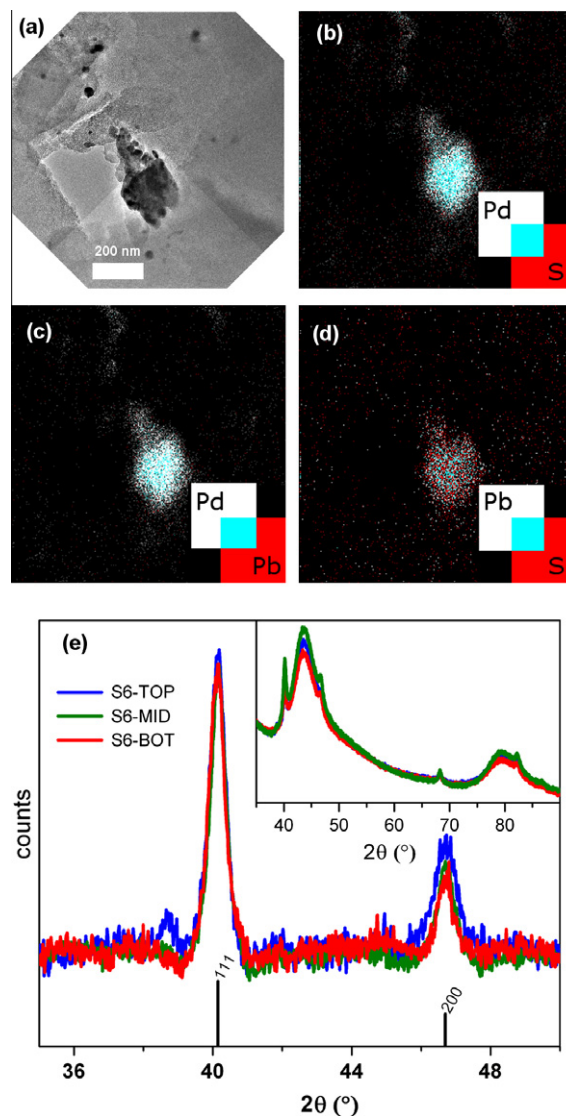 (a)
200 nm
(b)
Pd
S
(c)
Pd
Pb
(d)
Pb
S
(e)
S6-TOP
S6-MID
S6-BOT
counts
40 50 60 70 80
2θ (°)
111
200
36 40 44 48
2θ (°)